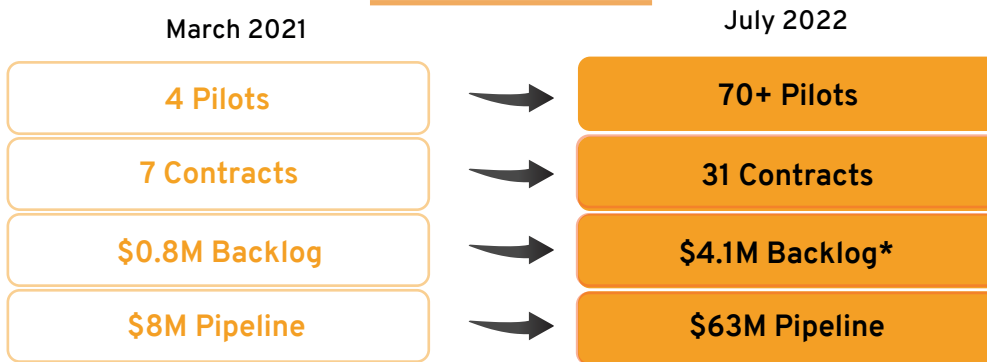 March 2021
July 2022
4 Pilots
70+ Pilots
7 Contracts
31 Contracts
$0.8M Backlog
$4.1M Backlog*
$8M Pipeline
$63M Pipeline